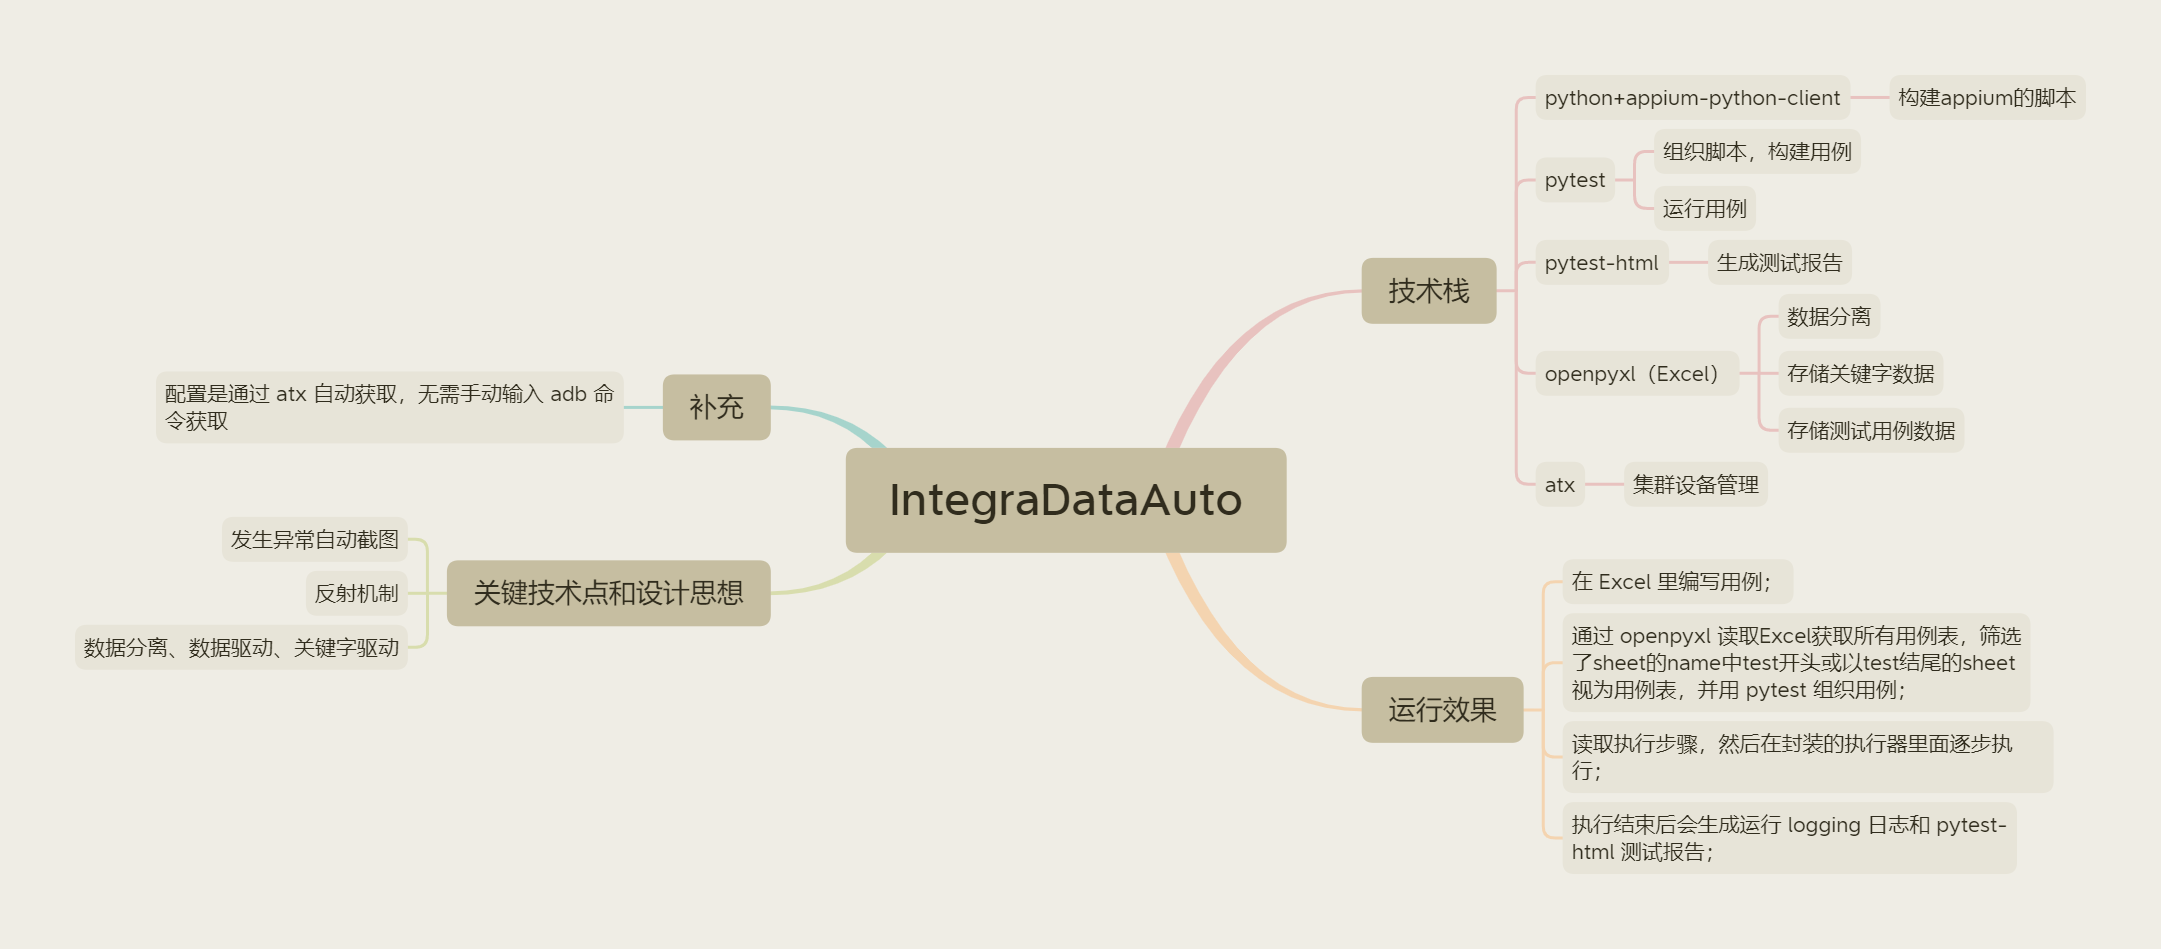 IntegraDataAuto
技术栈
python+appium-python-client
构建appium的脚本
pytest
组织脚本，构建用例
运行用例
pytest-html
生成测试报告
openpyxl（Excel）
数据分离
存储关键字数据
存储测试用例数据
atx
集群设备管理
运行效果
在 Excel 里编写用例；
通过 openpyxl 读取Excel获取所有用例表，筛选
了sheet的name中test开头或以test结尾的sheet
视为用例表，并用 pytest 组织用例；
读取执行步骤，然后在封装的执行器里面逐步执
行；
执行结束后会生成运行 logging 日志和 pytest-
html 测试报告；
补充
配置是通过 atx 自动获取，无需手动输入 adb 命
令获取
关键技术点和设计思想
发生异常自动截图
反射机制
数据分离、数据驱动、关键字驱动